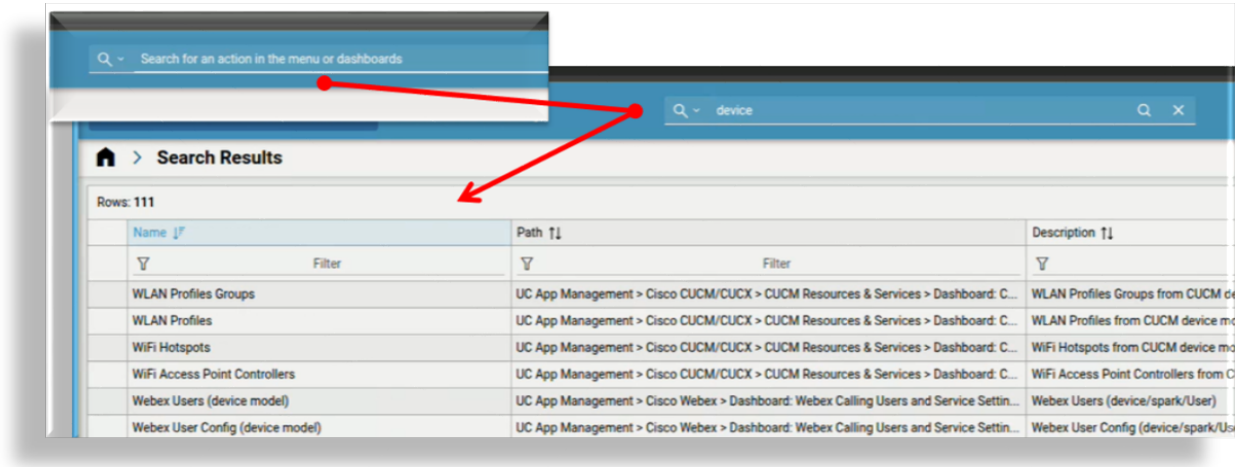 Search for an action in the menu or dashboards
device
Search Results
Rows: 111
Name Path Description
Filter Filter
WLAN Profiles Groups UC App Management > Cisco CUCM/CUCX > CUCM Resources & Services > Dashboard: C... WLAN Profiles Groups from CUCM
WLAN Profiles UC App Management > Cisco CUCM/CUCX > CUCM Resources & Services > Dashboard: C... WLAN Profiles from CUCM device
WiFi Hotspots UC App Management > Cisco CUCM/CUCX > CUCM Resources & Services > Dashboard: C... WiFi Hotspots from CUCM device
WiFi Access Point Controllers UC App Management > Cisco CUCM/CUCX > CUCM Resources & Services > Dashboard: C... WiFi Access Point Controllers from
Webex Users (device model) UC App Management > Cisco Webex > Dashboard: Webex Calling Users and Service Settin... Webex Users (device/spark/User)
Webex User Config (device model) UC App Management > Cisco Webex > Dashboard: Webex Calling Users and Service Settin... Webex User Config